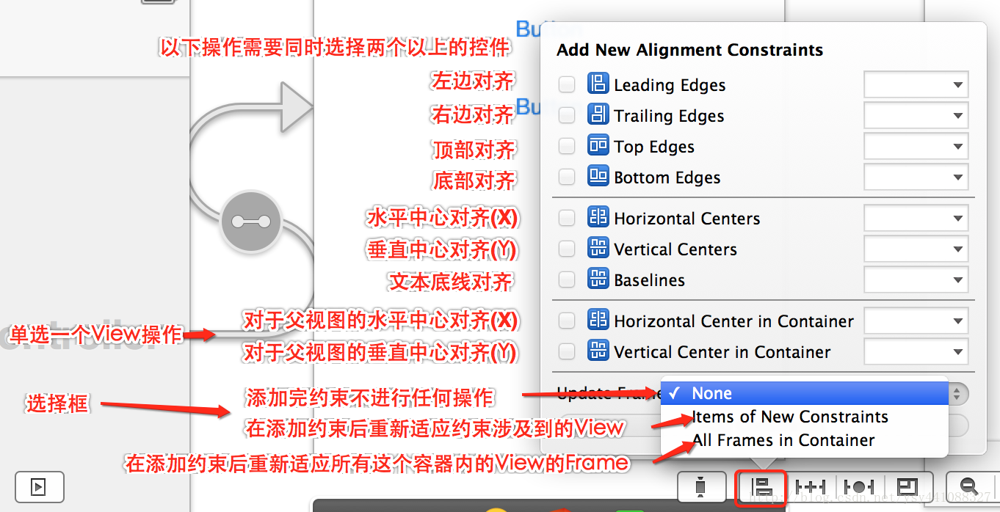 Button
以下操作需要同时选择两个以上的控件
Add New Alignment Constraints
左边对齐
Leading Edges
右边对齐
Trailing Edges
顶部对齐
Top Edges
底部对齐
Bottom Edges
水平中心对齐(X)
Horizontal Centers
垂直中心对齐(Y)
Vertical Centers
文本底线对齐
Baselines
单选一个View操作
对于父视图的水平中心对齐(X)
Horizontal Center in Container
对于父视图的垂直中心对齐(Y)
Vertical Center in Container
选择框
添加完约束不进行任何操作
Update Frame
None
在添加约束后重新适应约束涉及到的View
Items of New Constraints
在添加约束后重新适应所有这个容器内的View的Frame
All Frames in Container